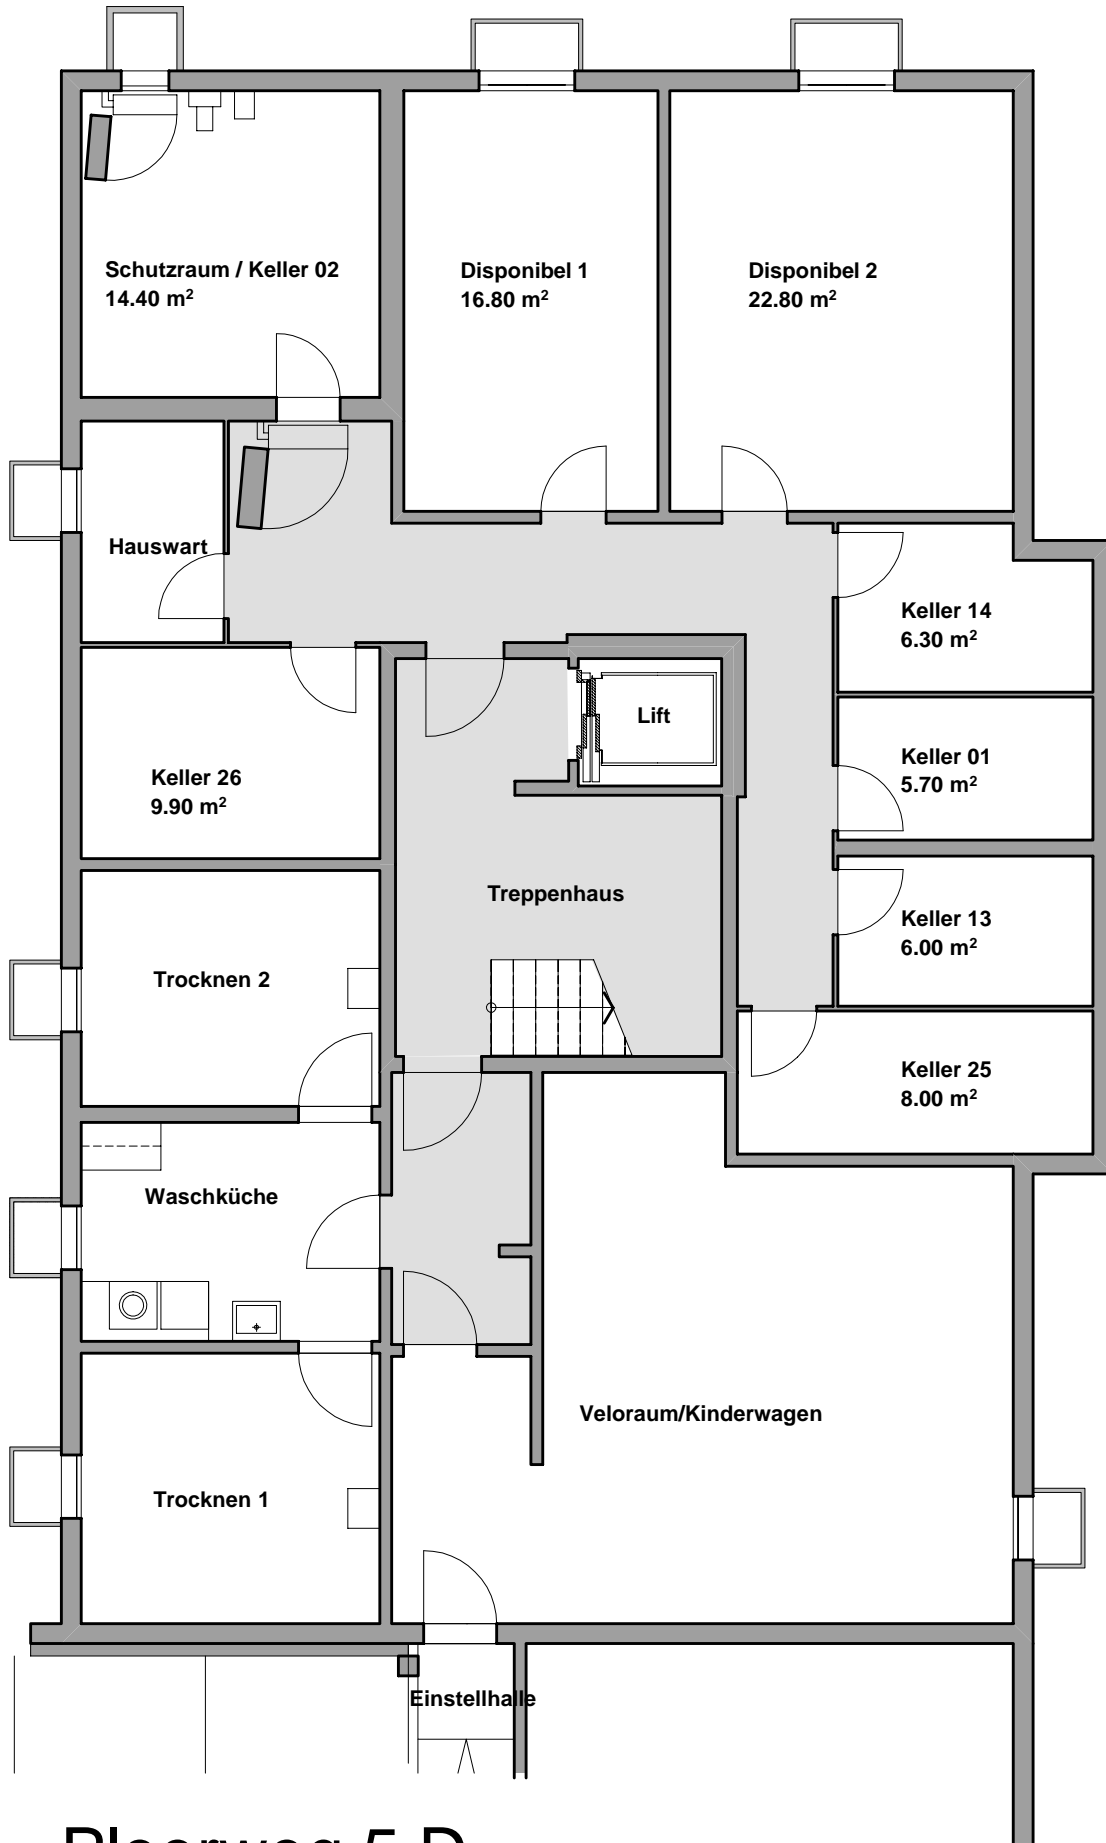 Schutzraum / Keller 02
14.40 m²
Disponibel 1
16.80 m²
Disponibel 2
22.80 m²
Hauswart
Keller 14
6.30 m²
Lift
Keller 01
5.70 m²
Keller 26
9.90 m²
Treppenhaus
Keller 13
6.00 m²
Trocknen 2
Keller 25
8.00 m²
Waschküche
Veloraum/Kinderwagen
Trocknen 1
Einstellhalle